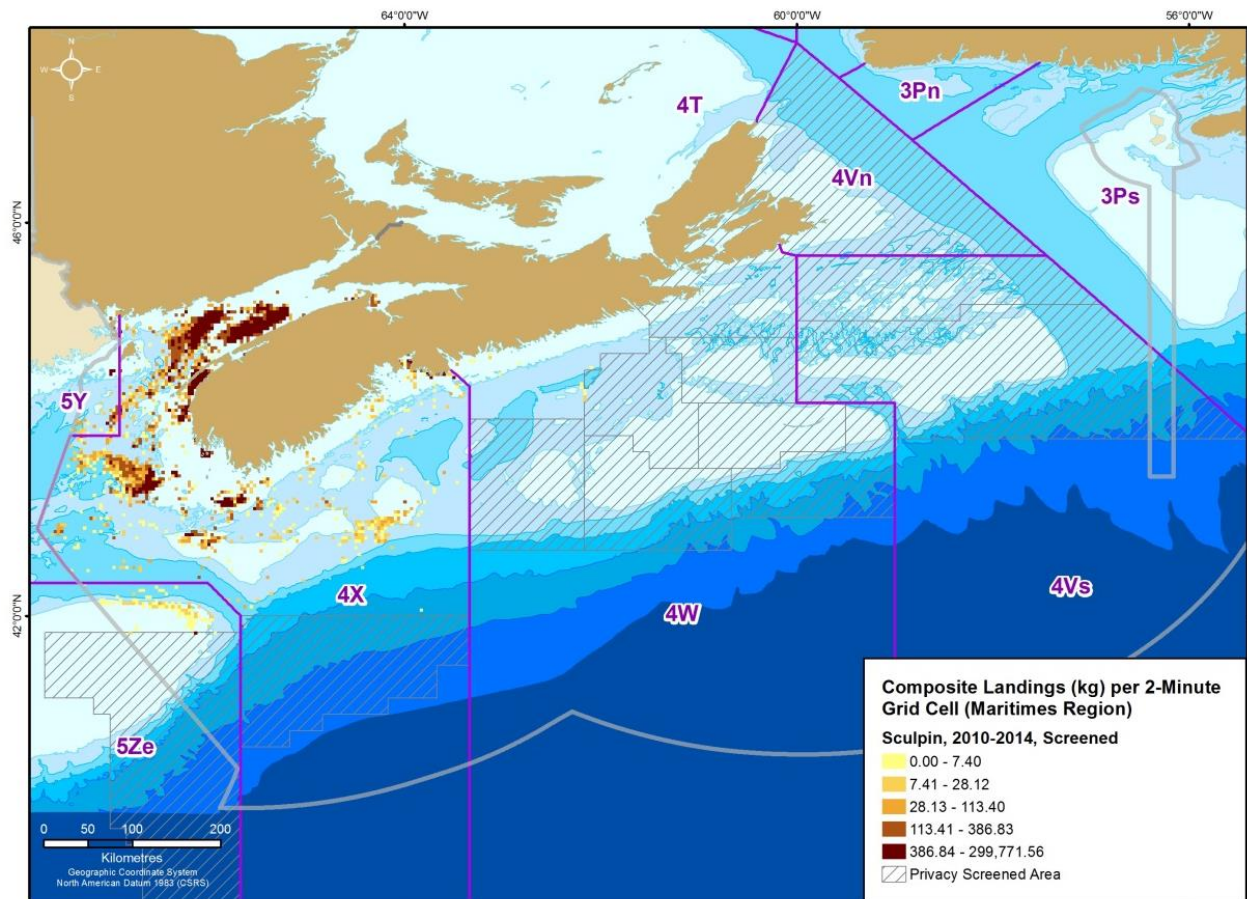 64°0'0"W
60°0'0"W
56°0'0"W
N
W E
S
46°0'0"N
42°0'0"N
4T
3Pn
4Vn
3Ps
5Y
4X
4W
4Vs
5Ze
0 50 100 200
Kilometres
Geographic Coordinate System
North American Datum 1983 (CSRS)
Composite Landings (kg) per 2-Minute
Grid Cell (Maritimes Region)
Sculpin, 2010-2014, Screened
0.00 - 7.40
7.41 - 28.12
28.13 - 113.40
113.41 - 386.83
386.84 - 299,771.56
Privacy Screened Area